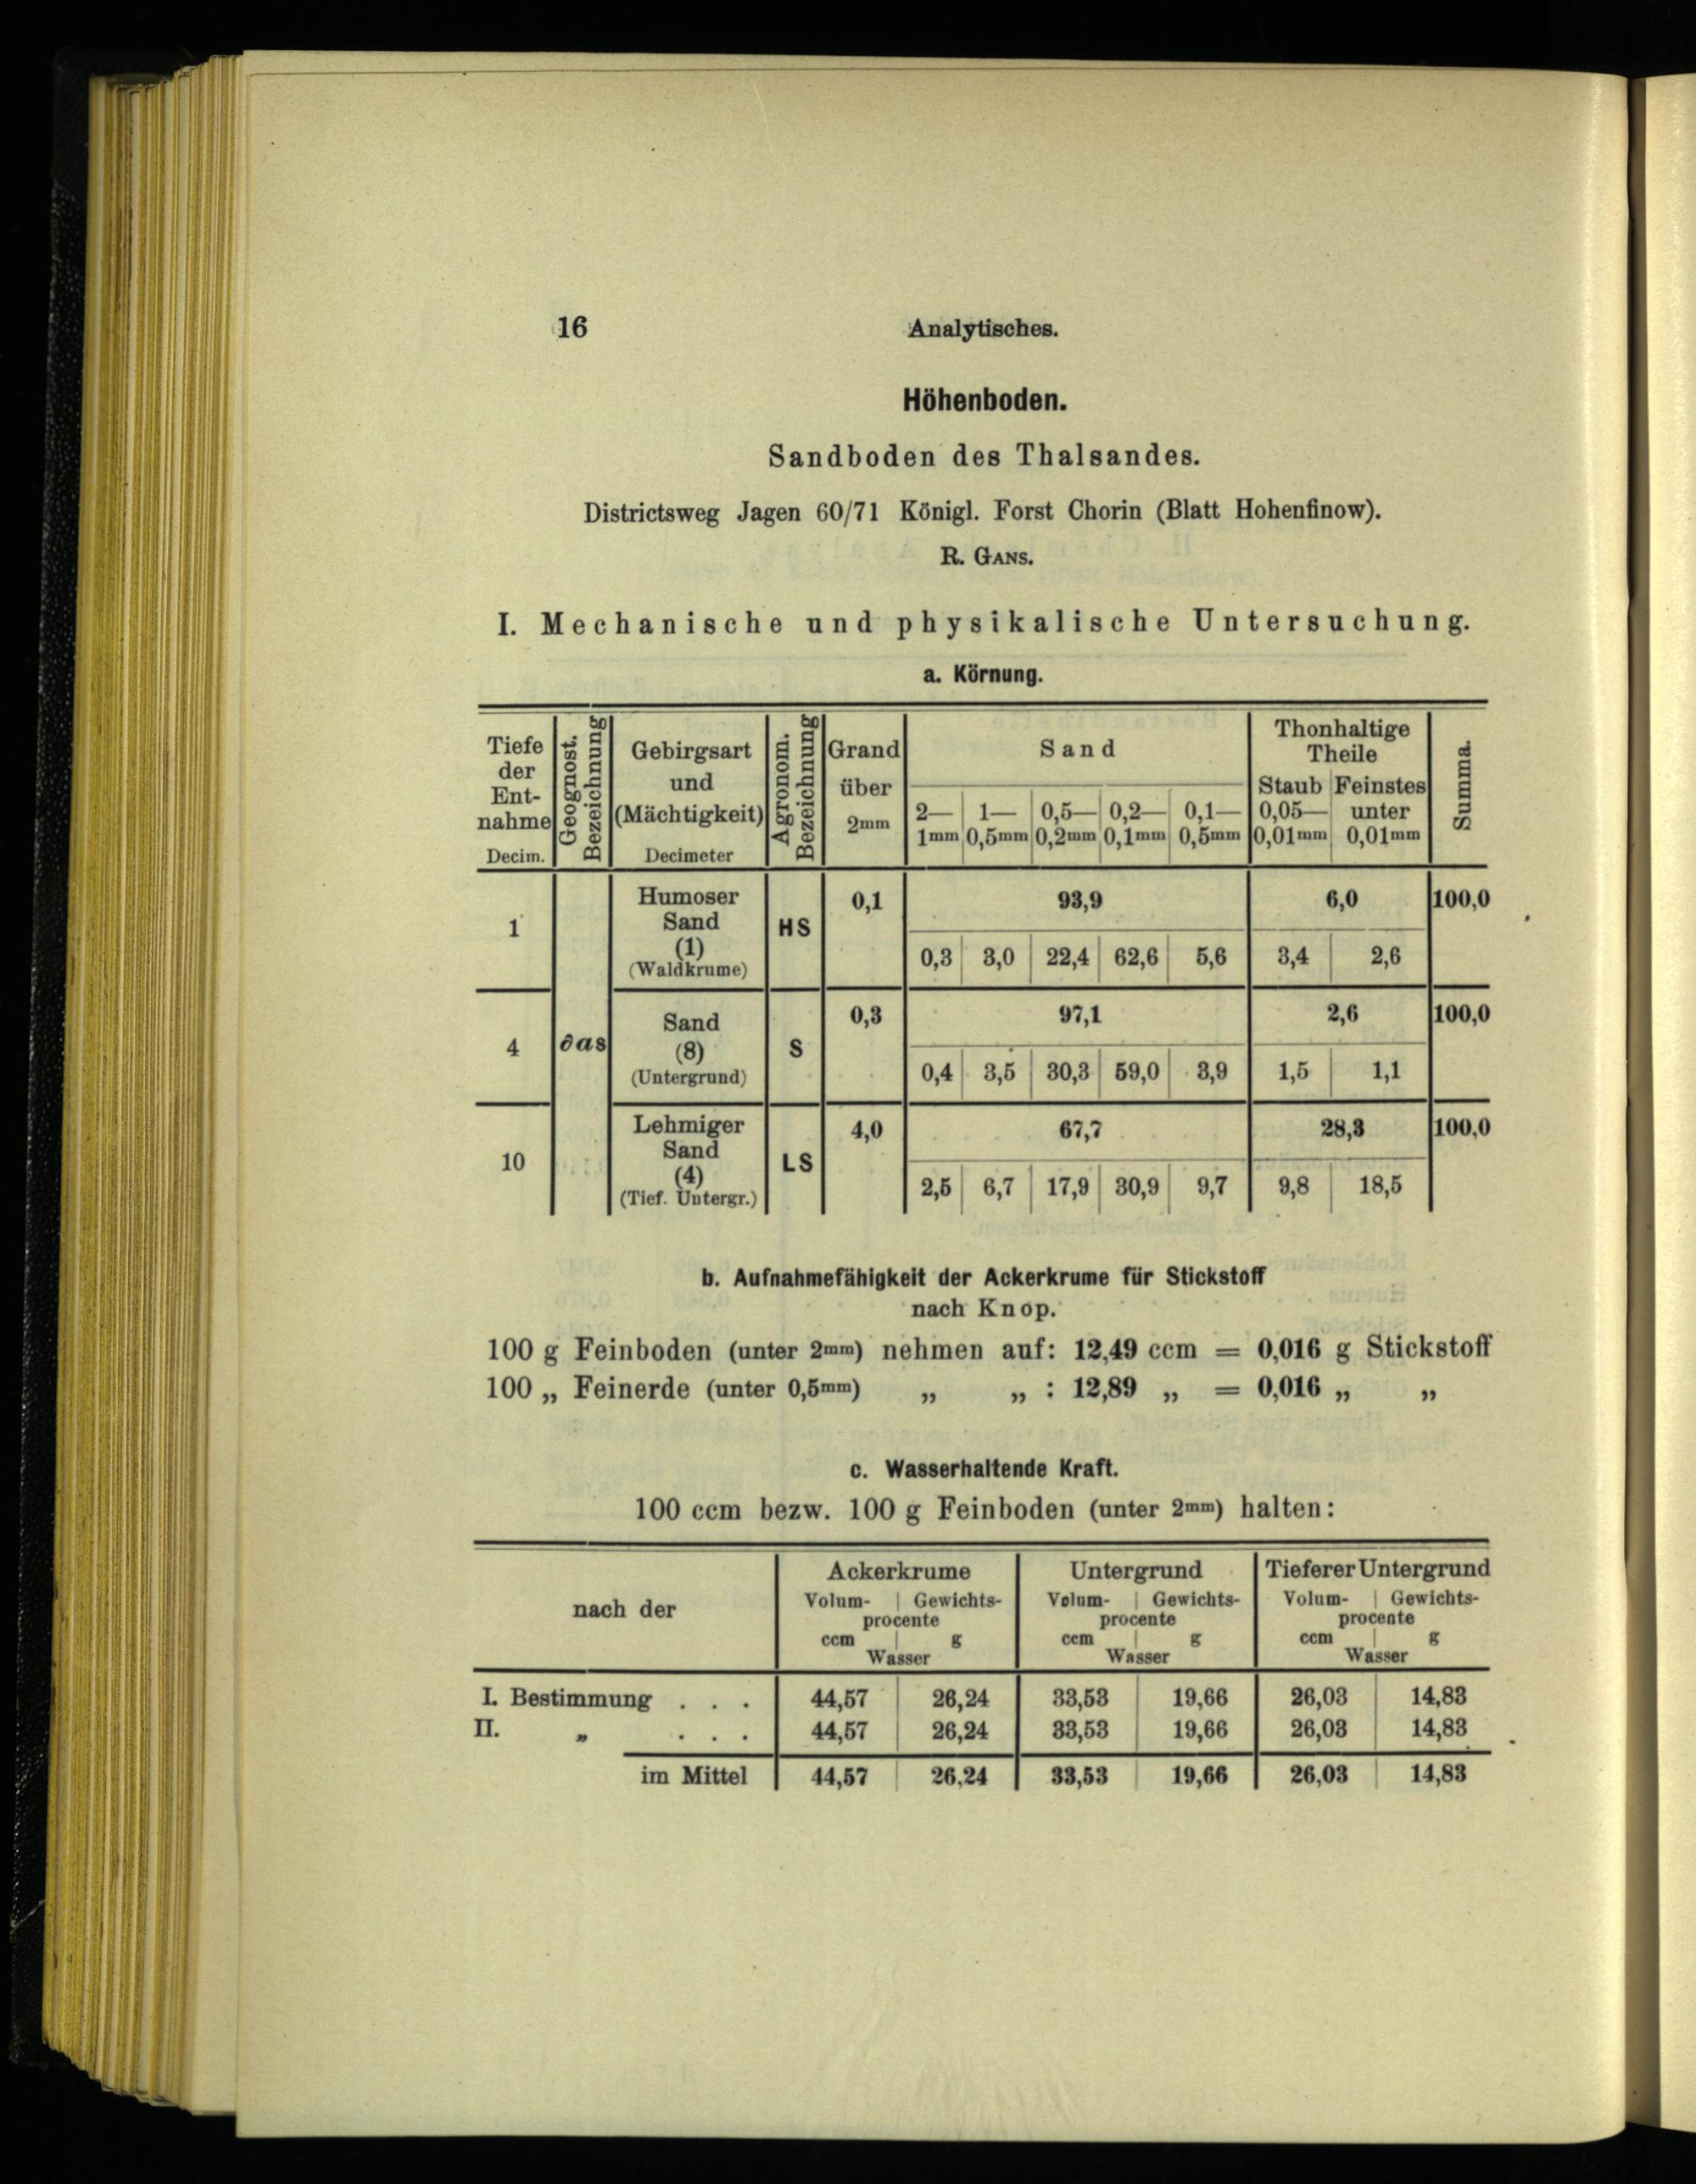 16 Analytisches.
Höhenboden.
Sandboden des Thalsandes.
Districtsweg Jagen 60/71 Königl. Forst Chorin (Blatt Hohenfinow).
R. Gans.
I. Mechanische und physikalische Untersuchung.
a. Körnung.
Tiefe der Ent- nahme Decim. | Geognost. Bezeichnung | Gebirgsart und (Mächtigkeit) Decimeter | Agronom. Bezeichnung | Grand über 2mm | Sand | Thonhaltige Theile | Summa.
2— 1mm | 1— 0,5mm | 0,5— 0,2mm | 0,2— 0,1mm | 0,1— 0,5mm | Staub 0,05— 0,01mm | Feinstes unter 0,01mm
1 | ∂as | Humoser Sand (1) (Waldkrume) | HS | 0,1 | 93,9 | 6,0 | 100,0
0,3 | 3,0 | 22,4 | 62,6 | 5,6 | 3,4 | 2,6
4 | Sand (8) (Untergrund) | S | 0,3 | 97,1 | 2,6 | 100,0
0,4 | 3,5 | 30,3 | 59,0 | 3,9 | 1,5 | 1,1
10 | Lehmiger Sand (4) (Tief. Untergr.) | LS | 4,0 | 67,7 | 28,3 | 100,0
2,5 | 6,7 | 17,9 | 30,9 | 9,7 | 9,8 | 18,5
b. Aufnahmefähigkeit der Ackerkrume für Stickstoff
nach Knop.
100 g Feinboden (unter 2mm) nehmen auf: 12,49 ccm = 0,016 g Stickstoff
100 „ Feinerde (unter 0,5mm) „ „ : 12,89 „ = 0,016 „ „
c. Wasserhaltende Kraft.
100 ccm bezw. 100 g Feinboden (unter 2mm) halten:
nach der | Ackerkrume | Untergrund | Tieferer Untergrund
Volum- | Gewichts- | Volum- | Gewichts- | Volum- | Gewichts-
procente | procente | procente
ccm | g | ccm | g | ccm | g
Wasser | Wasser | Wasser
I. Bestimmung . . . | 44,57 | 26,24 | 33,53 | 19,66 | 26,03 | 14,83
II. „ . . . | 44,57 | 26,24 | 33,53 | 19,66 | 26,03 | 14,83
im Mittel | 44,57 | 26,24 | 33,53 | 19,66 | 26,03 | 14,83